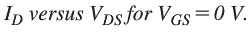 I_D versus V_DS for V_GS = 0 V.